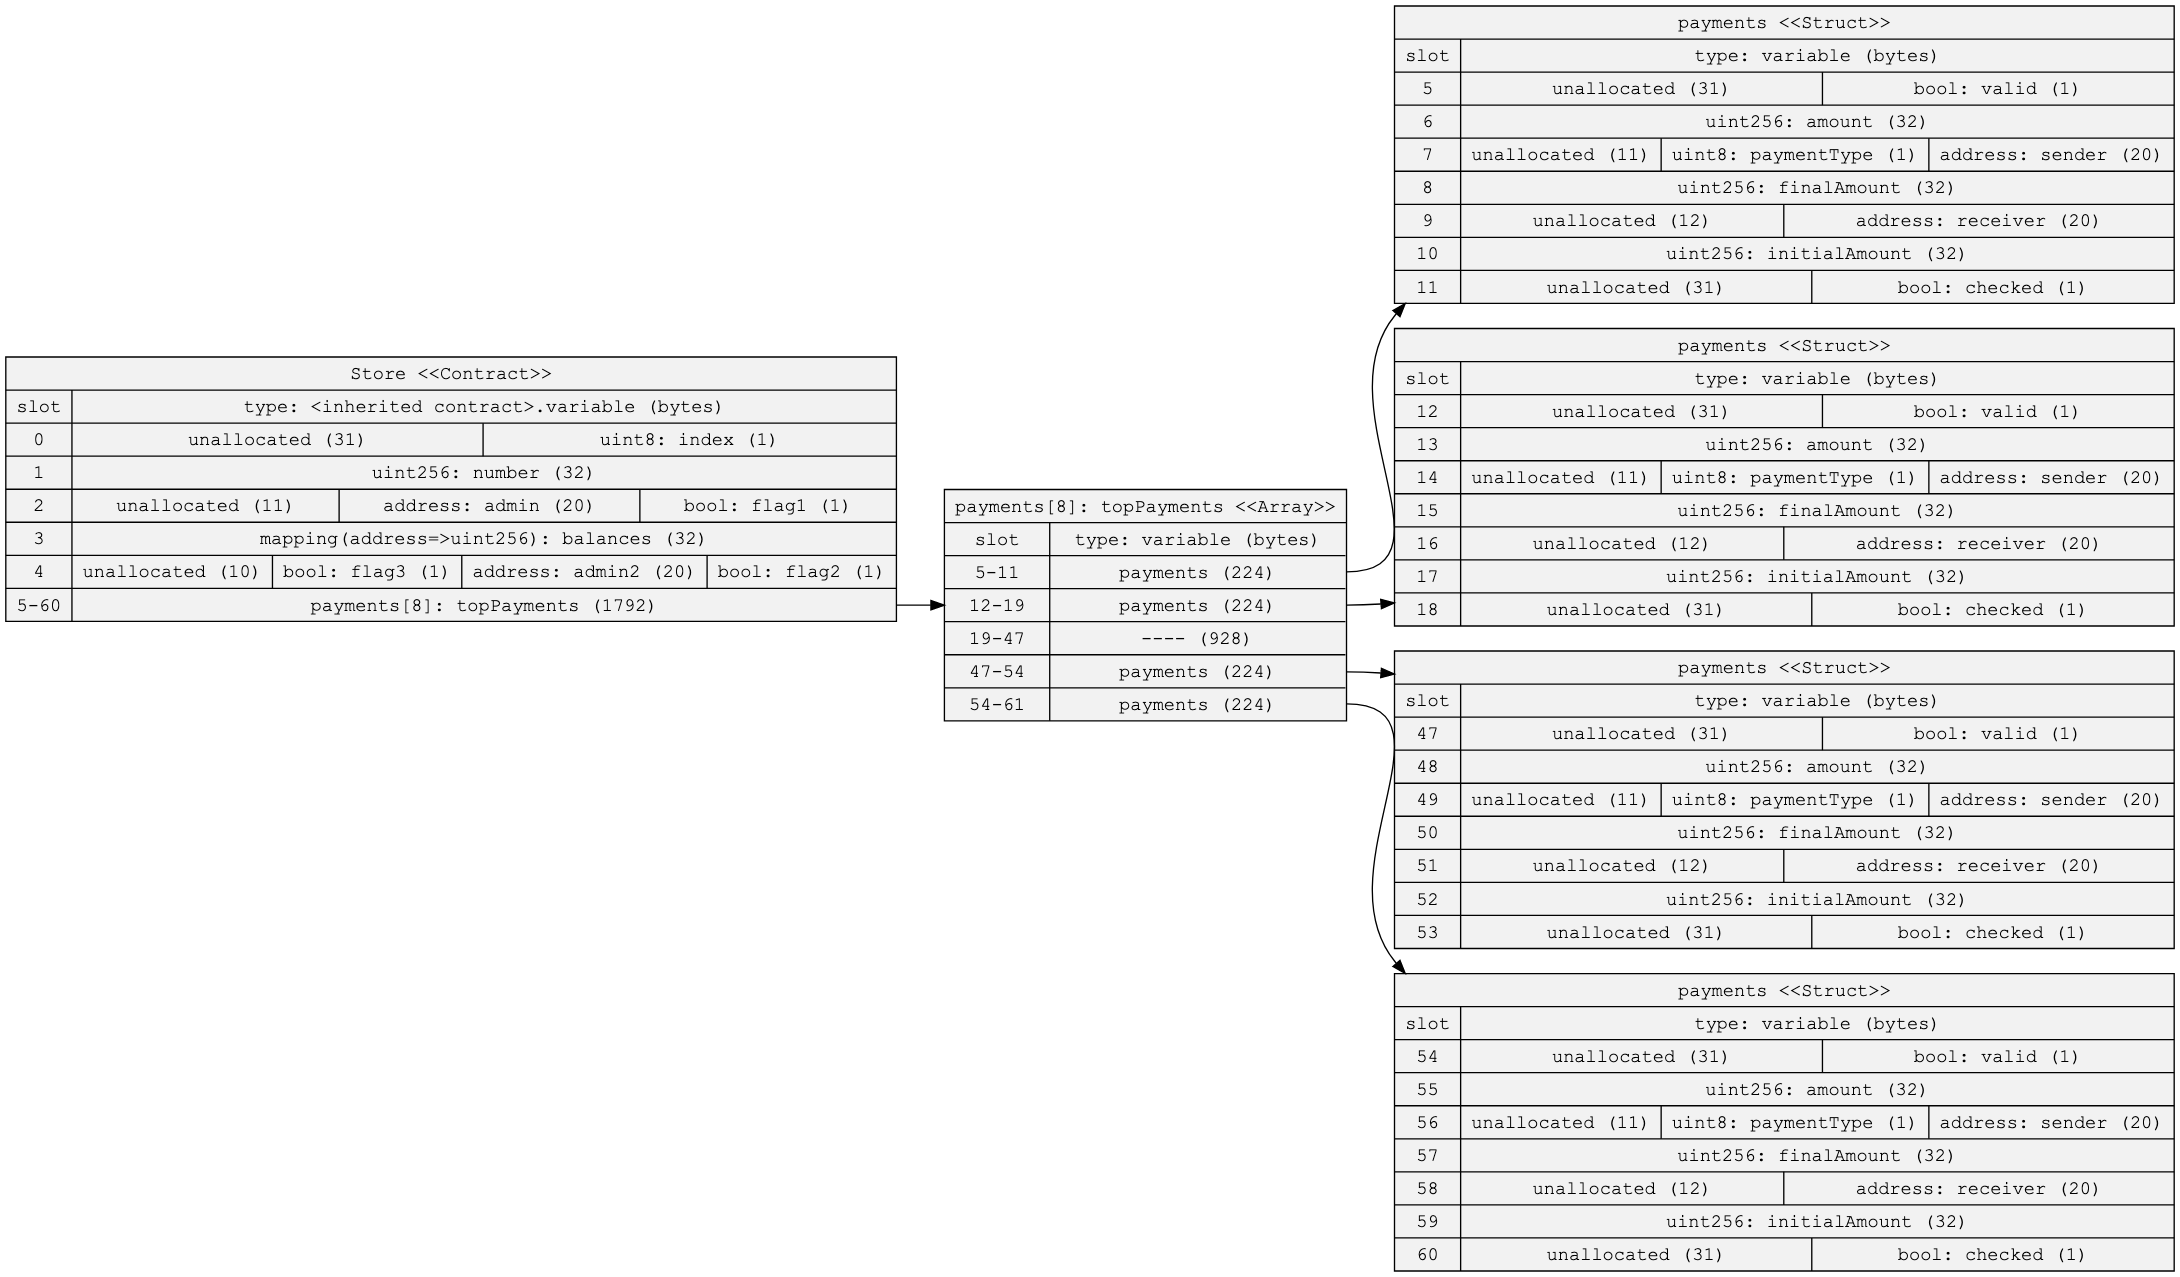 Store <<Contract>>
slot type: <inherited contract>.variable (bytes)
0 unallocated (31) uint8: index (1)
1 uint256: number (32)
2 unallocated (11) address: admin (20) bool: flag1 (1)
3 mapping(address=>uint256): balances (32)
4 unallocated (10) bool: flag3 (1) address: admin2 (20) bool: flag2 (1)
5-60 payments[8]: topPayments (1792)
payments[8]: topPayments <<Array>>
slot type: variable (bytes)
5-11 payments (224)
12-19 payments (224)
19-47 ---- (928)
47-54 payments (224)
54-61 payments (224)
payments <<Struct>>
slot type: variable (bytes)
5 unallocated (31) bool: valid (1)
6 uint256: amount (32)
7 unallocated (11) uint8: paymentType (1) address: sender (20)
8 uint256: finalAmount (32)
9 unallocated (12) address: receiver (20)
10 uint256: initialAmount (32)
11 unallocated (31) bool: checked (1)
payments <<Struct>>
slot type: variable (bytes)
12 unallocated (31) bool: valid (1)
13 uint256: amount (32)
14 unallocated (11) uint8: paymentType (1) address: sender (20)
15 uint256: finalAmount (32)
16 unallocated (12) address: receiver (20)
17 uint256: initialAmount (32)
18 unallocated (31) bool: checked (1)
payments <<Struct>>
slot type: variable (bytes)
47 unallocated (31) bool: valid (1)
48 uint256: amount (32)
49 unallocated (11) uint8: paymentType (1) address: sender (20)
50 uint256: finalAmount (32)
51 unallocated (12) address: receiver (20)
52 uint256: initialAmount (32)
53 unallocated (31) bool: checked (1)
payments <<Struct>>
slot type: variable (bytes)
54 unallocated (31) bool: valid (1)
55 uint256: amount (32)
56 unallocated (11) uint8: paymentType (1) address: sender (20)
57 uint256: finalAmount (32)
58 unallocated (12) address: receiver (20)
59 uint256: initialAmount (32)
60 unallocated (31) bool: checked (1)